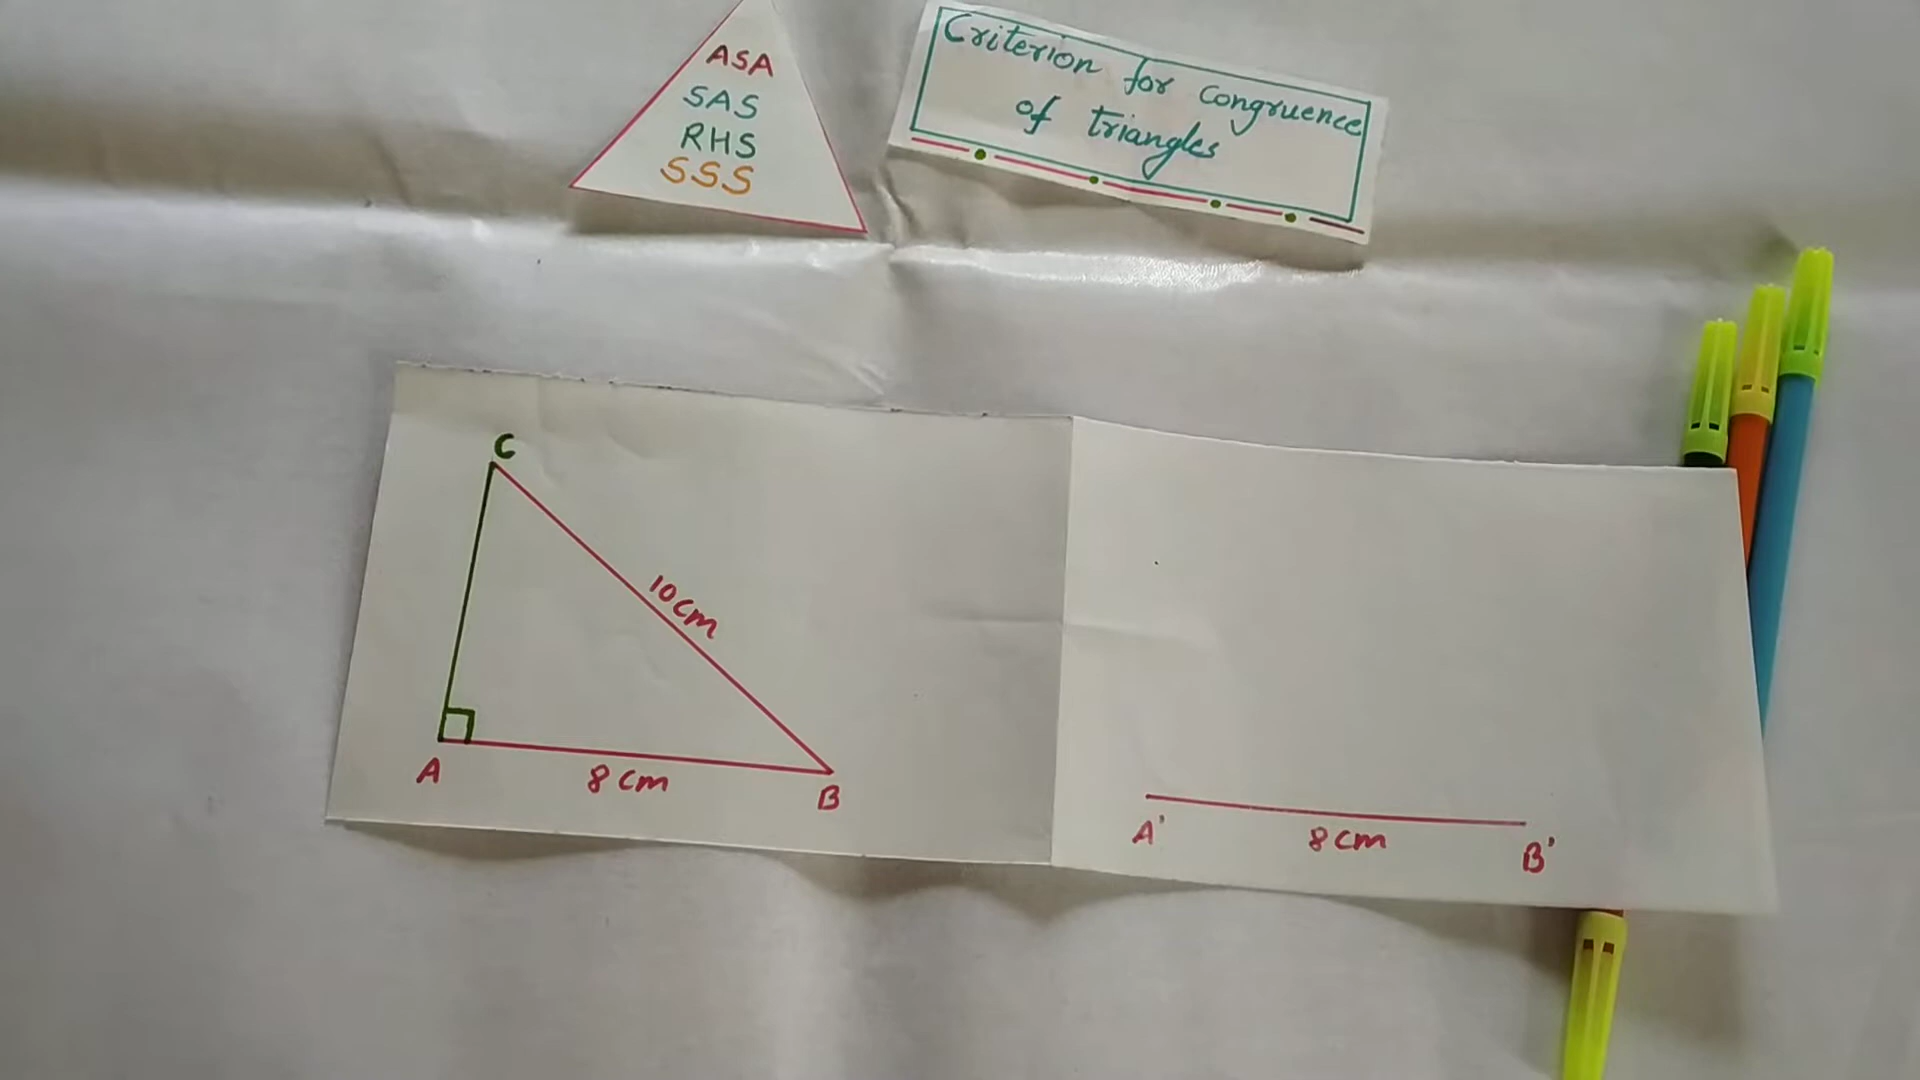 ASA
SAS
RHS
SSS
Criterion for Congruence
of triangles
C
10cm
A
8 cm
B
A'
8 cm
B'